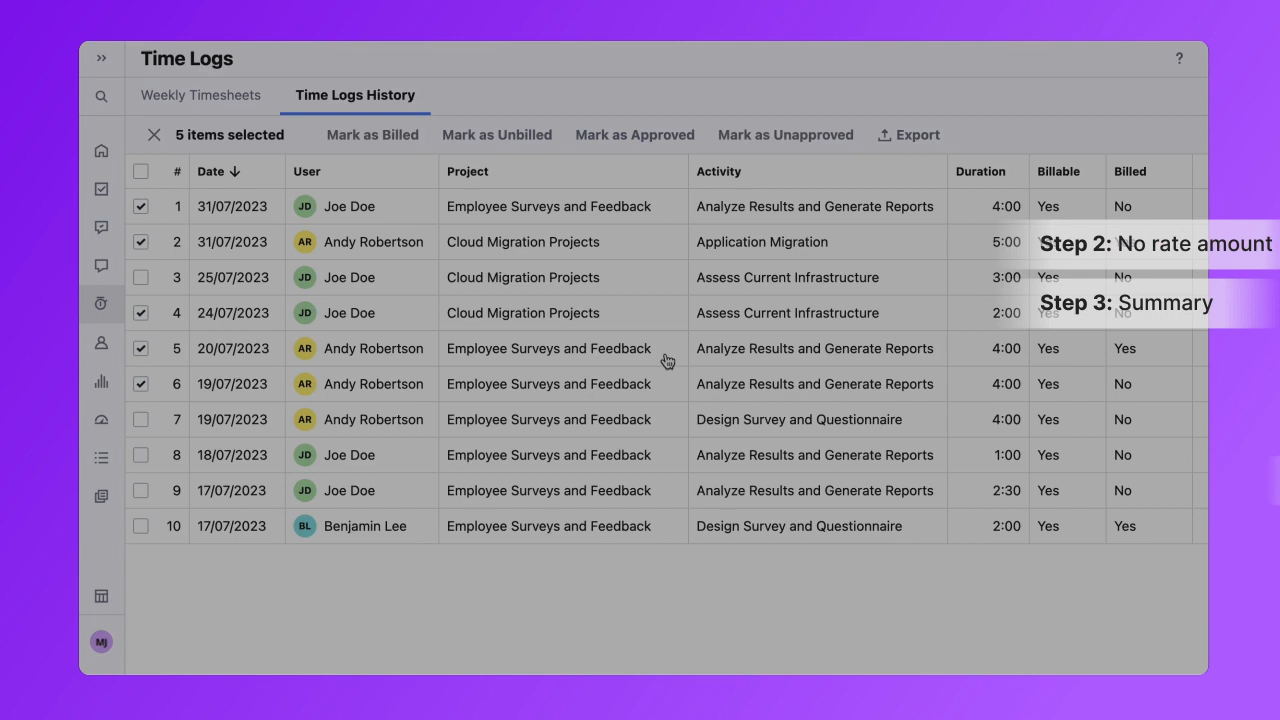 Time Logs ?
Weekly Timesheets Time Logs History
5 items selected Mark as Billed Mark as Unbilled Mark as Approved Mark as Unapproved Export
# Date User Project Activity Duration Billable Billed
1 31/07/2023 JD Joe Doe Employee Surveys and Feedback Analyze Results and Generate Reports 4:00 Yes No
2 31/07/2023 AR Andy Robertson Cloud Migration Projects Application Migration 5:00
Step 2: No rate amount
3 25/07/2023 JD Joe Doe Cloud Migration Projects Assess Current Infrastructure 3:00 Yes No
Step 3: Summary
4 24/07/2023 JD Joe Doe Cloud Migration Projects Assess Current Infrastructure 2:00 Yes No
5 20/07/2023 AR Andy Robertson Employee Surveys and Feedback Analyze Results and Generate Reports 4:00 Yes Yes
6 19/07/2023 AR Andy Robertson Employee Surveys and Feedback Analyze Results and Generate Reports 4:00 Yes No
7 19/07/2023 AR Andy Robertson Employee Surveys and Feedback Design Survey and Questionnaire 4:00 Yes No
8 18/07/2023 JD Joe Doe Employee Surveys and Feedback Analyze Results and Generate Reports 1:00 Yes No
9 17/07/2023 JD Joe Doe Employee Surveys and Feedback Analyze Results and Generate Reports 2:30 Yes No
10 17/07/2023 BL Benjamin Lee Employee Surveys and Feedback Design Survey and Questionnaire 2:00 Yes Yes
MJ